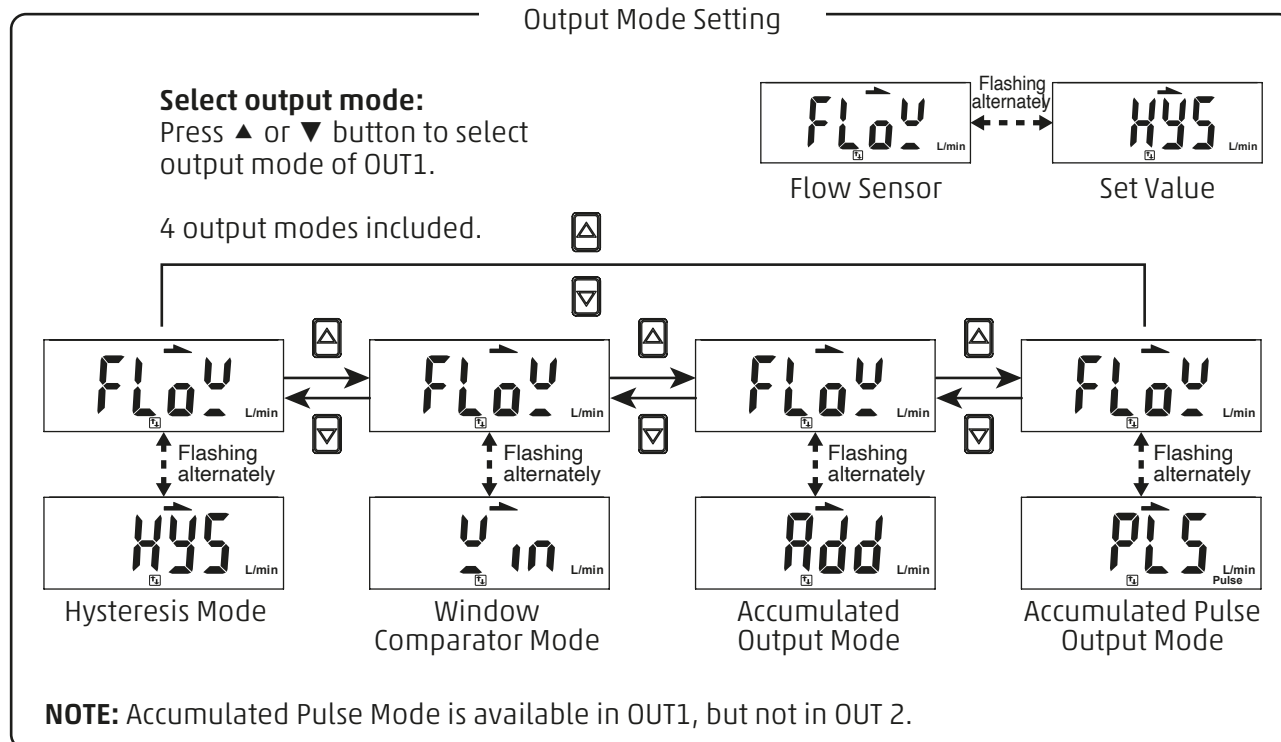 Output Mode Setting
Select output mode:
Press ▲ or ▼ button to select
output mode of OUT1.
4 output modes included.
FLow
L/min
Flashing
alternately
HYS
L/min
Flow Sensor
Set Value
FLow
L/min
FLow
L/min
FLow
L/min
FLow
L/min
Flashing
alternately
Flashing
alternately
Flashing
alternately
Flashing
alternately
HYS
L/min
win
L/min
Add
L/min
PLS
L/min
Pulse
Hysteresis Mode
Window
Comparator Mode
Accumulated
Output Mode
Accumulated Pulse
Output Mode
NOTE: Accumulated Pulse Mode is available in OUT1, but not in OUT 2.